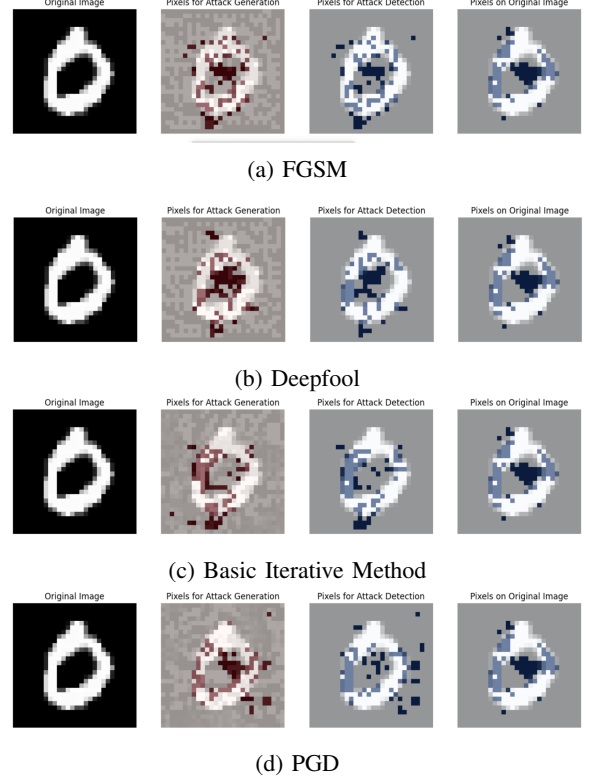 Original Image Pixels for Attack Generation Pixels for Attack Detection Pixels on Original Image
(a) FGSM
Original Image Pixels for Attack Generation Pixels for Attack Detection Pixels on Original Image
(b) Deepfool
Original Image Pixels for Attack Generation Pixels for Attack Detection Pixels on Original Image
(c) Basic Iterative Method
Original Image Pixels for Attack Generation Pixels for Attack Detection Pixels on Original Image
(d) PGD